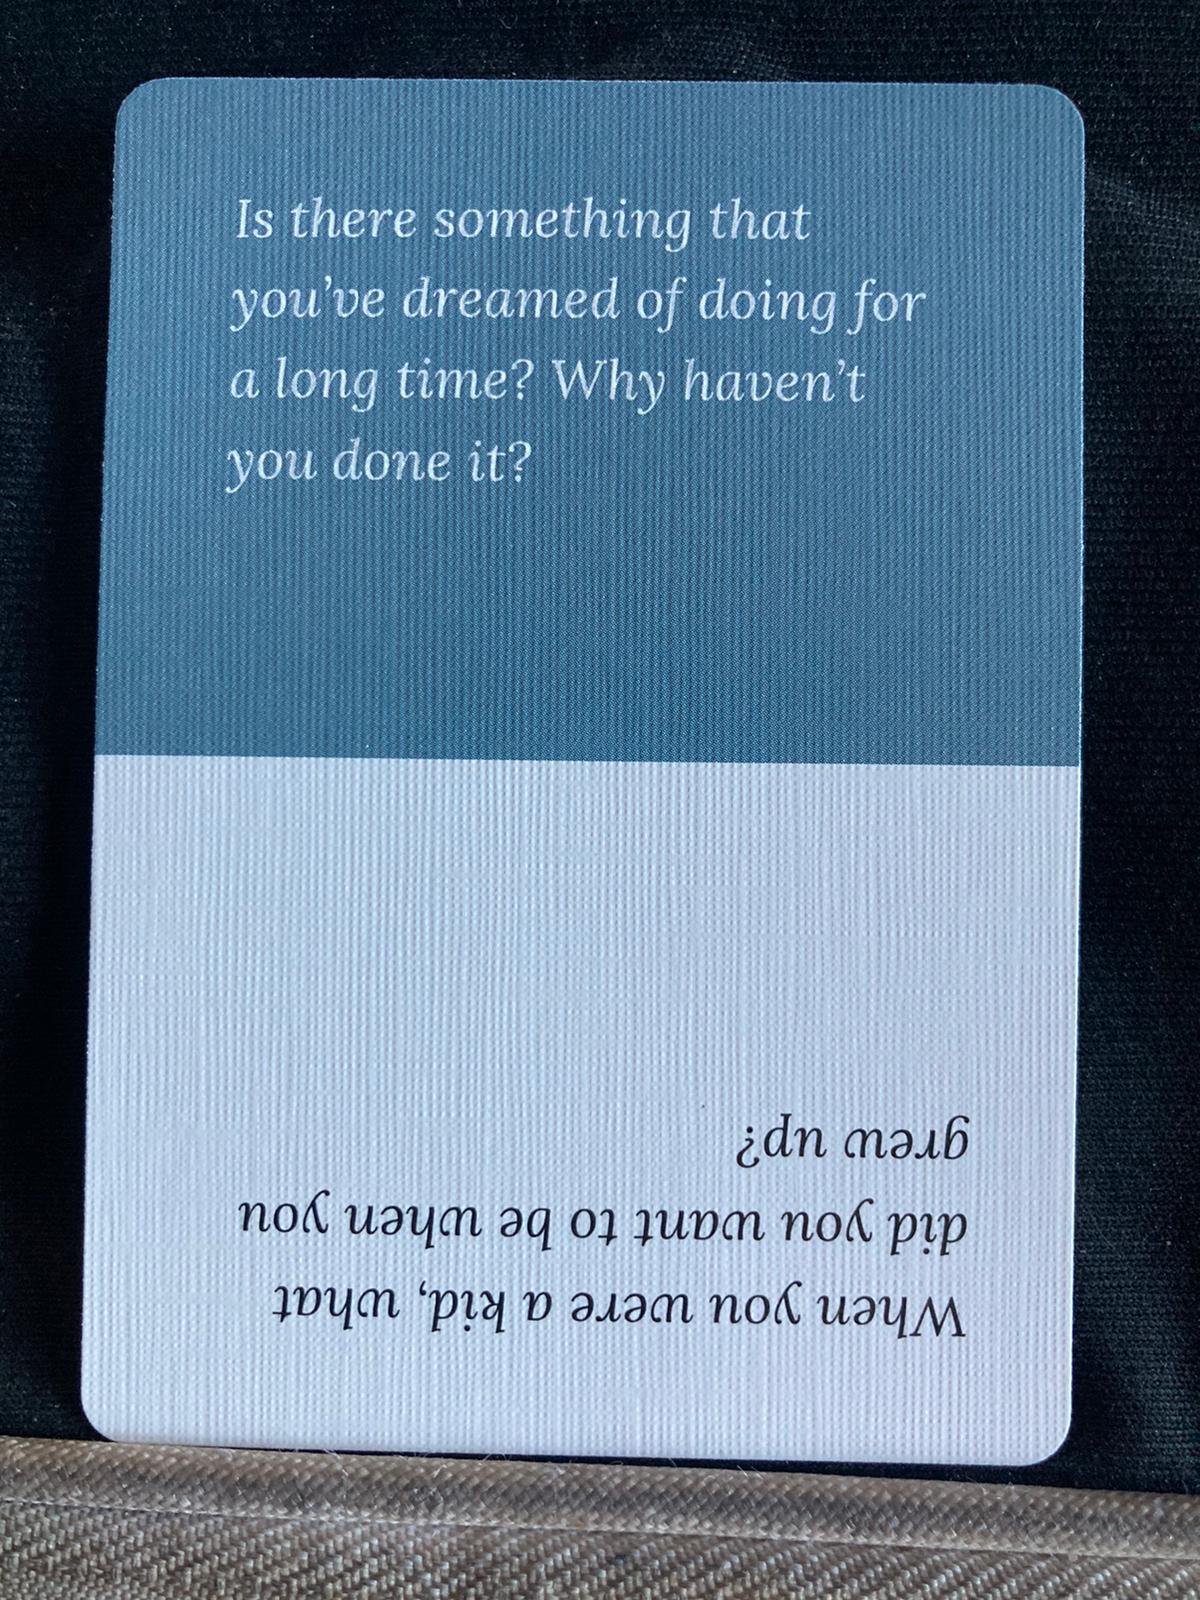 Is there something that
you've dreamed of doing for
a long time? Why haven't
you done it?
When you were a kid, what
did you want to be when you
grew up?